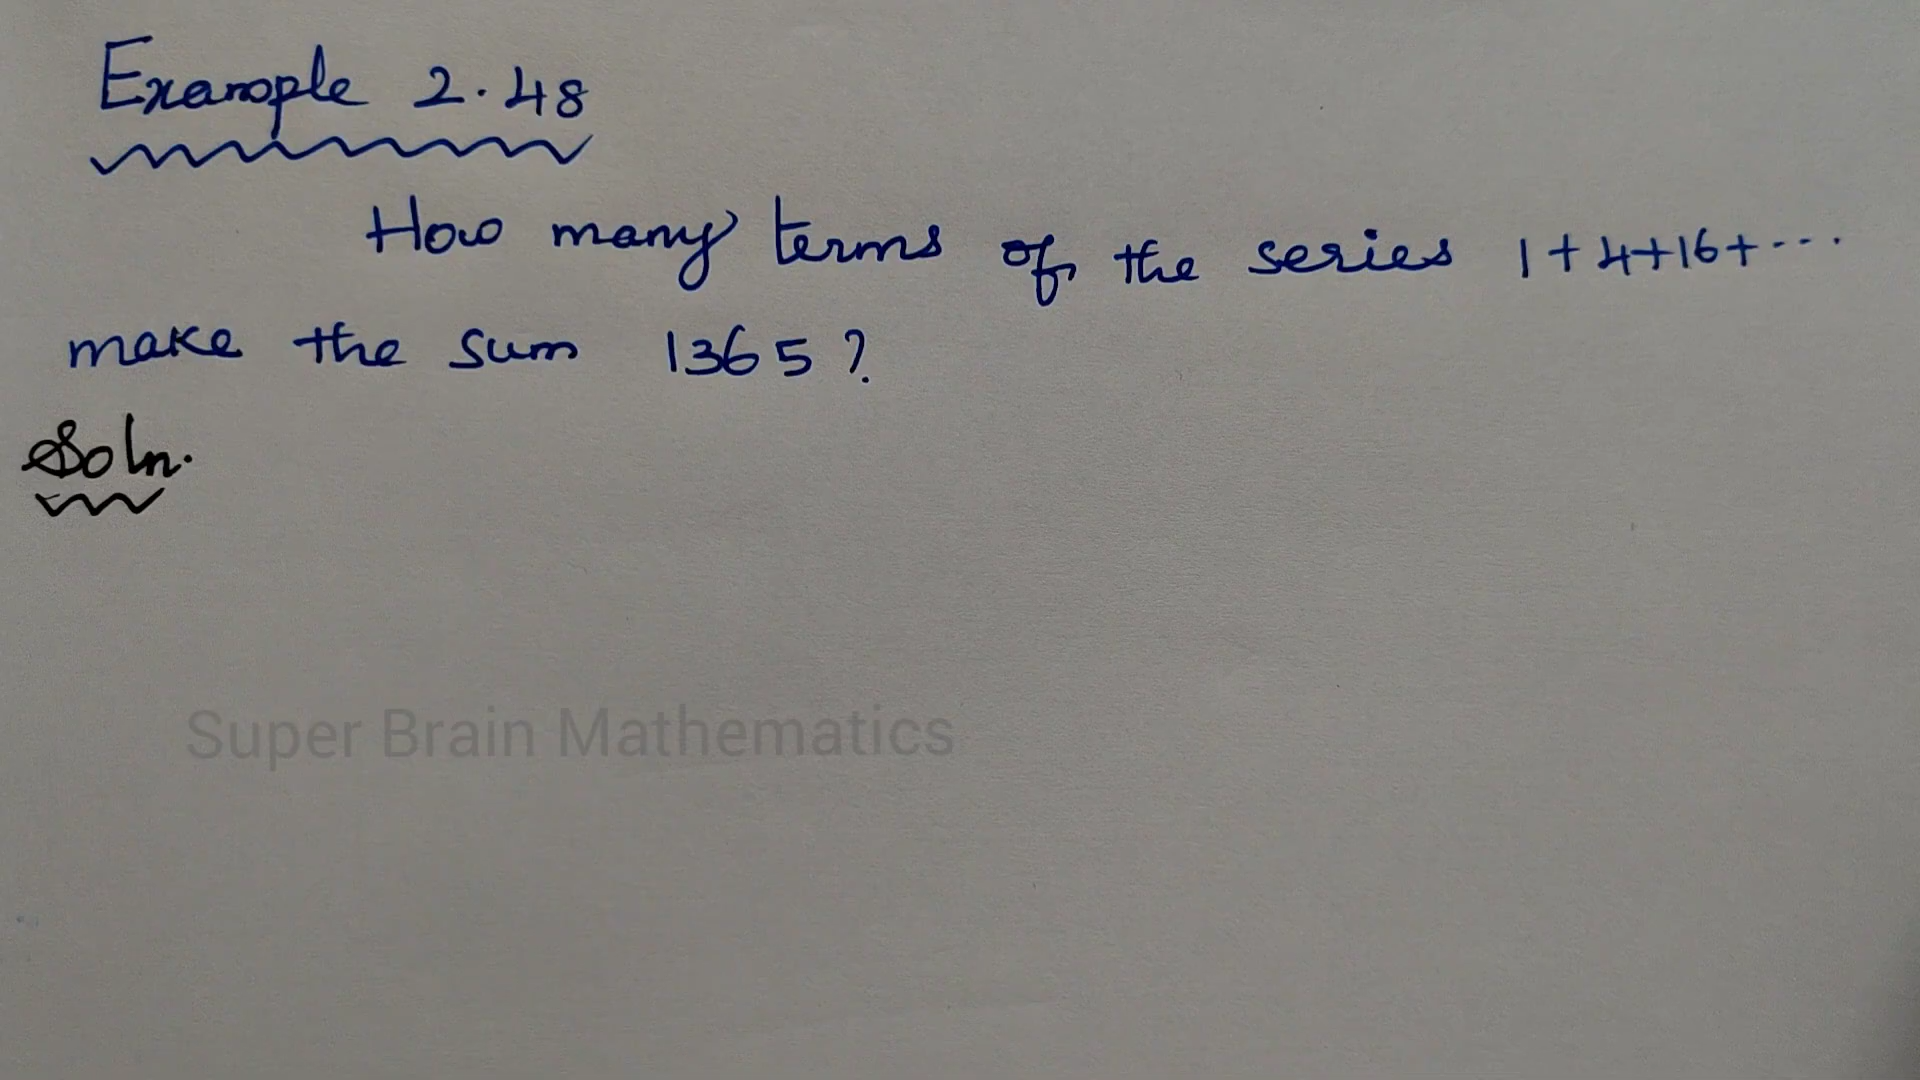 Example 2.48
How many terms of the series 1+4+16+...
make the sum 1365?
Soln.
Super Brain Mathematics